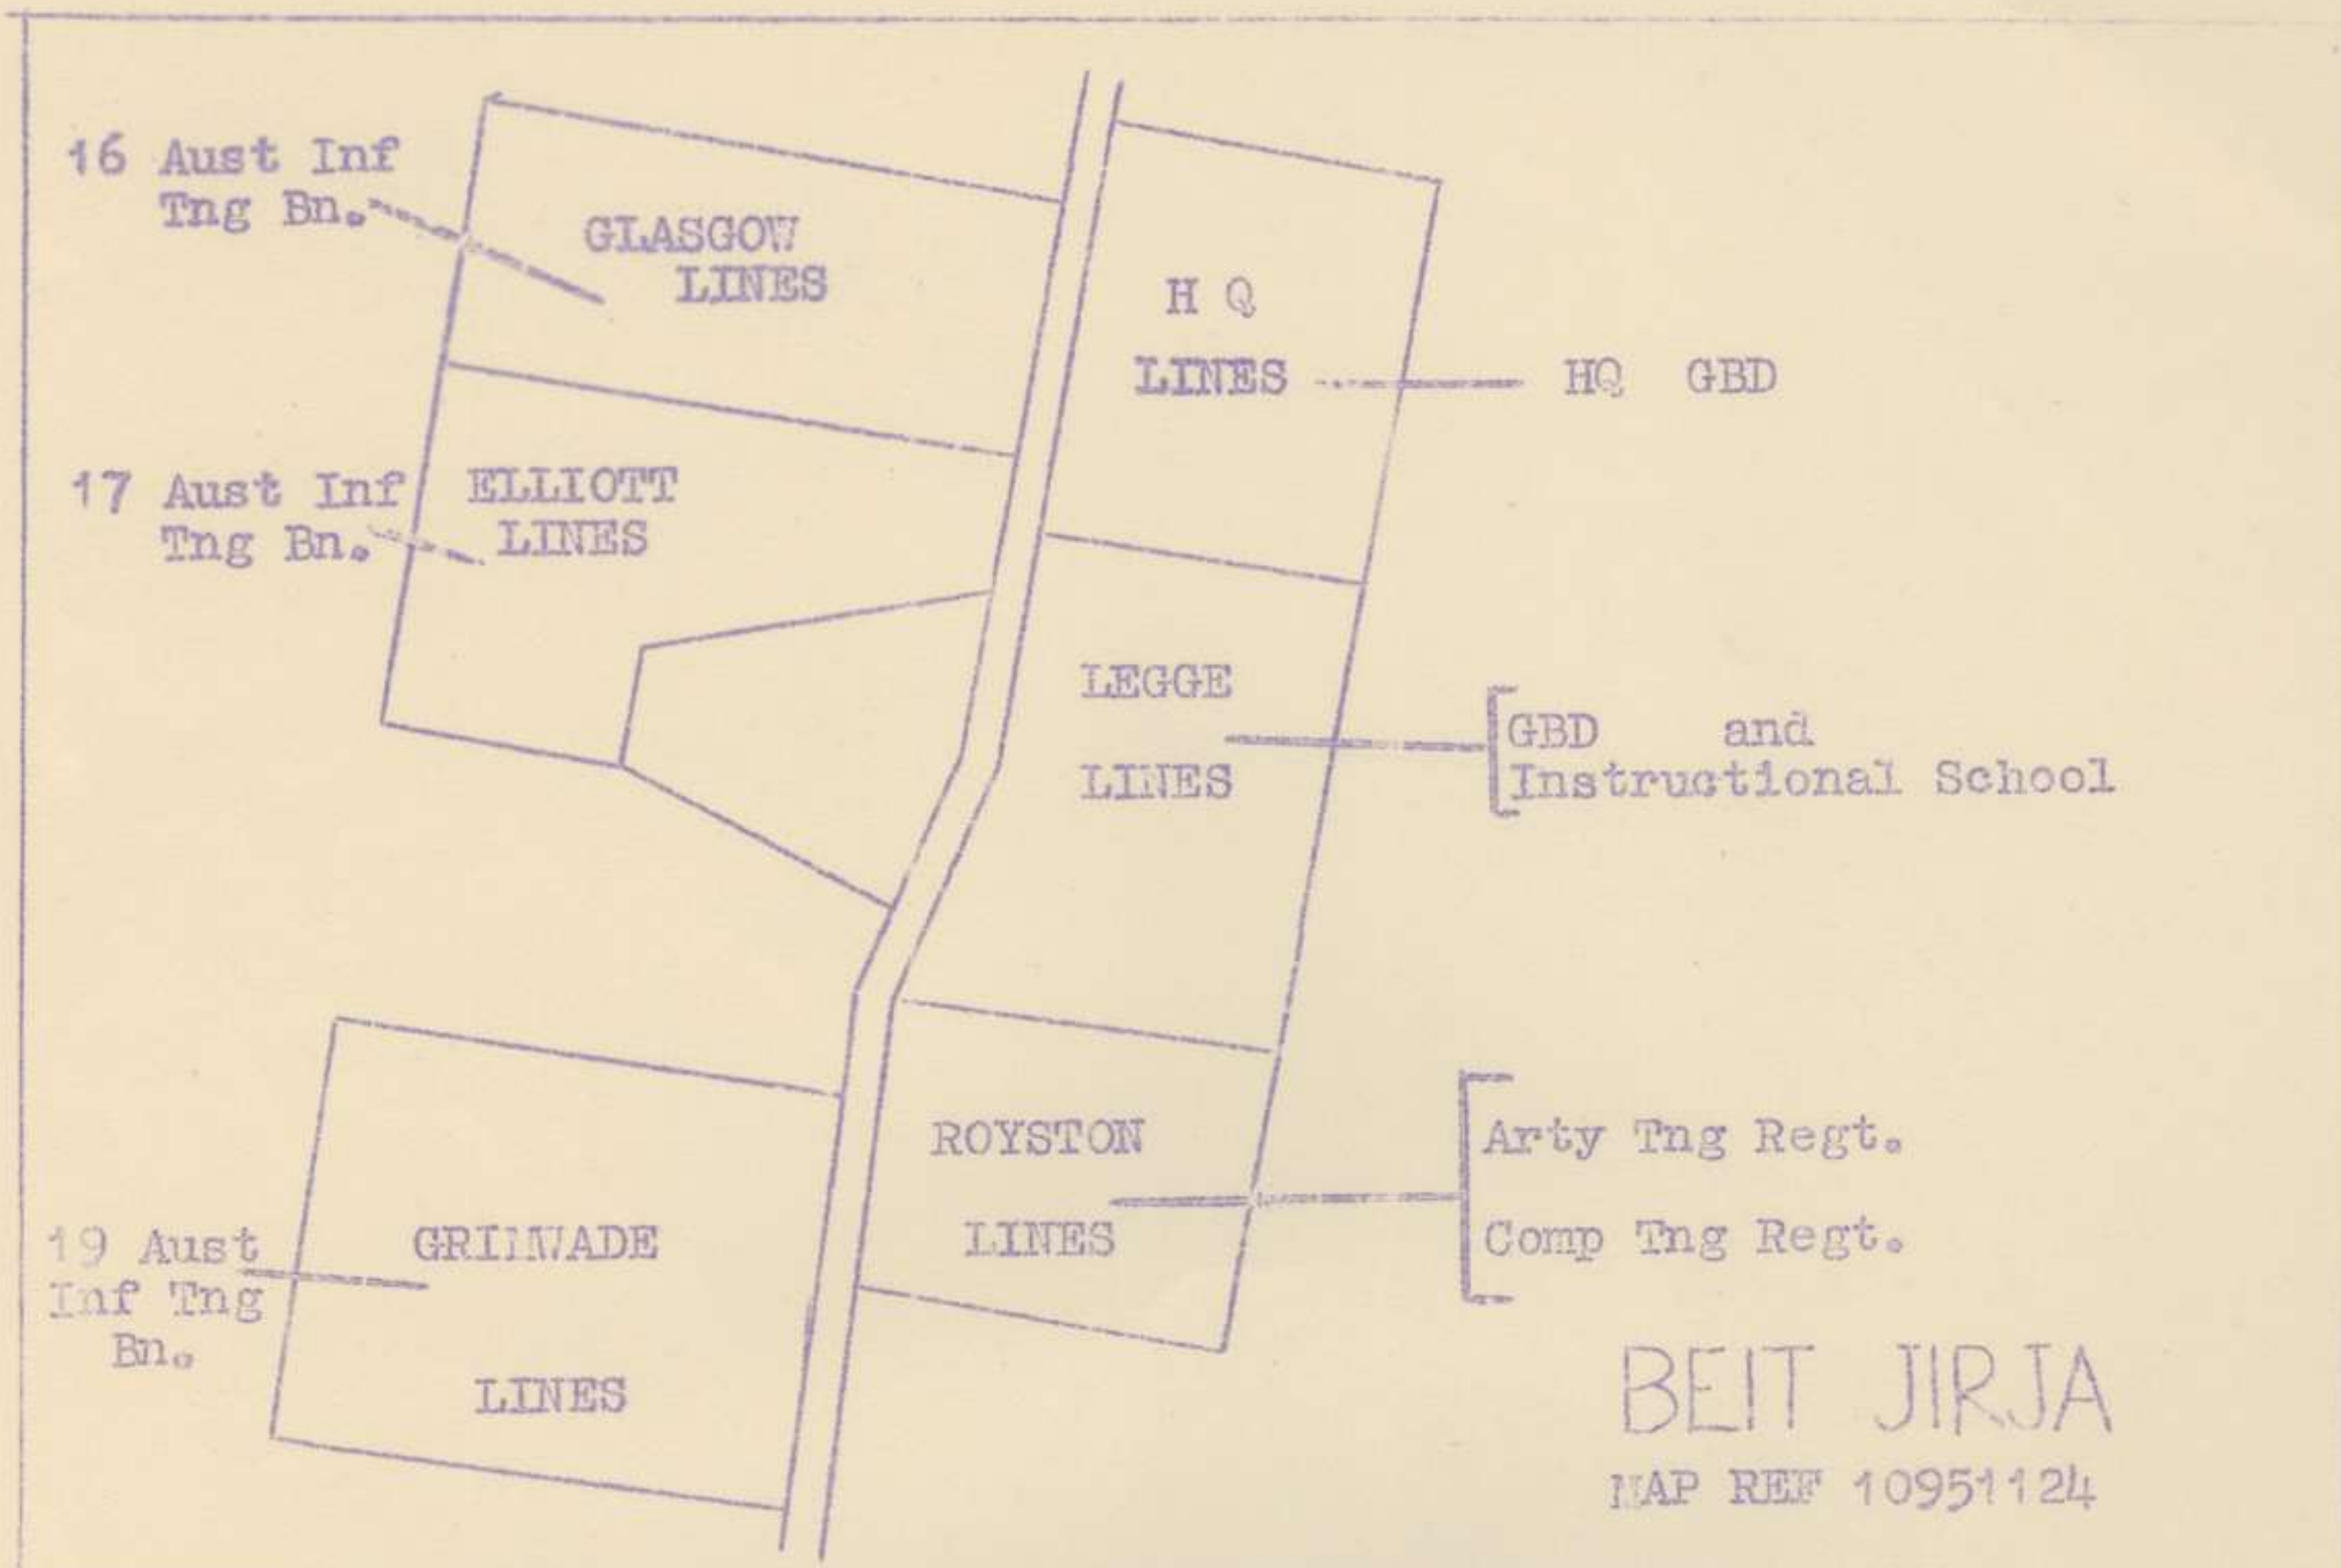 16 Aust Inf
Tng Bn.
GLASGOW
LINES
H Q
LINES
HQ GBD
17 Aust Inf
Tng Bn.
ELLIOTT
LINES
LEGGE
LINES
GBD and
Instructional School
19 Aust
Inf Tng
Bn.
GRIMWADE
LINES
ROYSTON
LINES
Arty Tng Regt.
Comp Tng Regt.
BEIT JIRJA
MAP REF 10951124